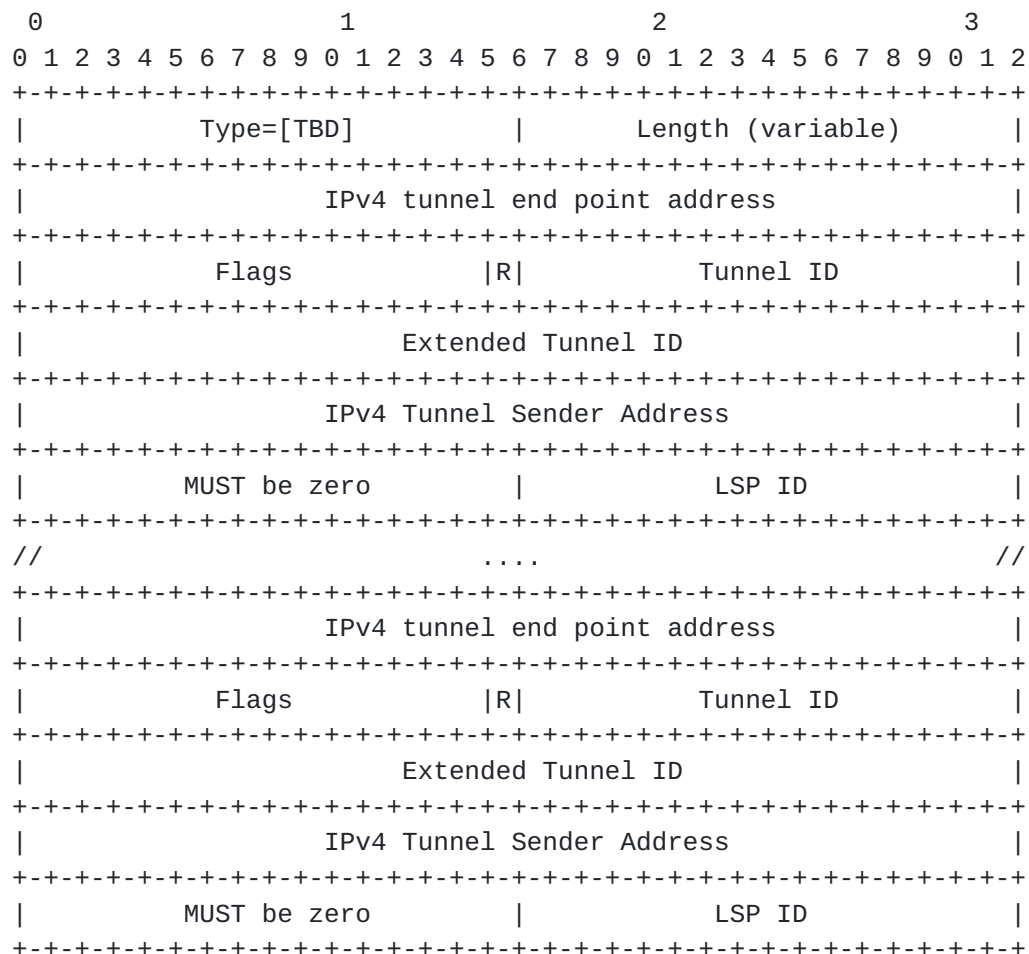 0                   1                   2                   3
0 1 2 3 4 5 6 7 8 9 0 1 2 3 4 5 6 7 8 9 0 1 2 3 4 5 6 7 8 9 0 1 2
+-+-+-+-+-+-+-+-+-+-+-+-+-+-+-+-+-+-+-+-+-+-+-+-+-+-+-+-+-+-+-+-+
|           Type=[TBD]          |       Length (variable)       |
+-+-+-+-+-+-+-+-+-+-+-+-+-+-+-+-+-+-+-+-+-+-+-+-+-+-+-+-+-+-+-+-+
|                   IPv4 tunnel end point address               |
+-+-+-+-+-+-+-+-+-+-+-+-+-+-+-+-+-+-+-+-+-+-+-+-+-+-+-+-+-+-+-+-+
|            Flags            |R|           Tunnel ID           |
+-+-+-+-+-+-+-+-+-+-+-+-+-+-+-+-+-+-+-+-+-+-+-+-+-+-+-+-+-+-+-+-+
|                        Extended Tunnel ID                     |
+-+-+-+-+-+-+-+-+-+-+-+-+-+-+-+-+-+-+-+-+-+-+-+-+-+-+-+-+-+-+-+-+
|                   IPv4 Tunnel Sender Address                  |
+-+-+-+-+-+-+-+-+-+-+-+-+-+-+-+-+-+-+-+-+-+-+-+-+-+-+-+-+-+-+-+-+
|          MUST be zero         |            LSP ID             |
+-+-+-+-+-+-+-+-+-+-+-+-+-+-+-+-+-+-+-+-+-+-+-+-+-+-+-+-+-+-+-+-+
//                            ....                             //
+-+-+-+-+-+-+-+-+-+-+-+-+-+-+-+-+-+-+-+-+-+-+-+-+-+-+-+-+-+-+-+-+
|                   IPv4 tunnel end point address               |
+-+-+-+-+-+-+-+-+-+-+-+-+-+-+-+-+-+-+-+-+-+-+-+-+-+-+-+-+-+-+-+-+
|            Flags            |R|           Tunnel ID           |
+-+-+-+-+-+-+-+-+-+-+-+-+-+-+-+-+-+-+-+-+-+-+-+-+-+-+-+-+-+-+-+-+
|                        Extended Tunnel ID                     |
+-+-+-+-+-+-+-+-+-+-+-+-+-+-+-+-+-+-+-+-+-+-+-+-+-+-+-+-+-+-+-+-+
|                   IPv4 Tunnel Sender Address                  |
+-+-+-+-+-+-+-+-+-+-+-+-+-+-+-+-+-+-+-+-+-+-+-+-+-+-+-+-+-+-+-+-+
|          MUST be zero         |            LSP ID             |
+-+-+-+-+-+-+-+-+-+-+-+-+-+-+-+-+-+-+-+-+-+-+-+-+-+-+-+-+-+-+-+-+